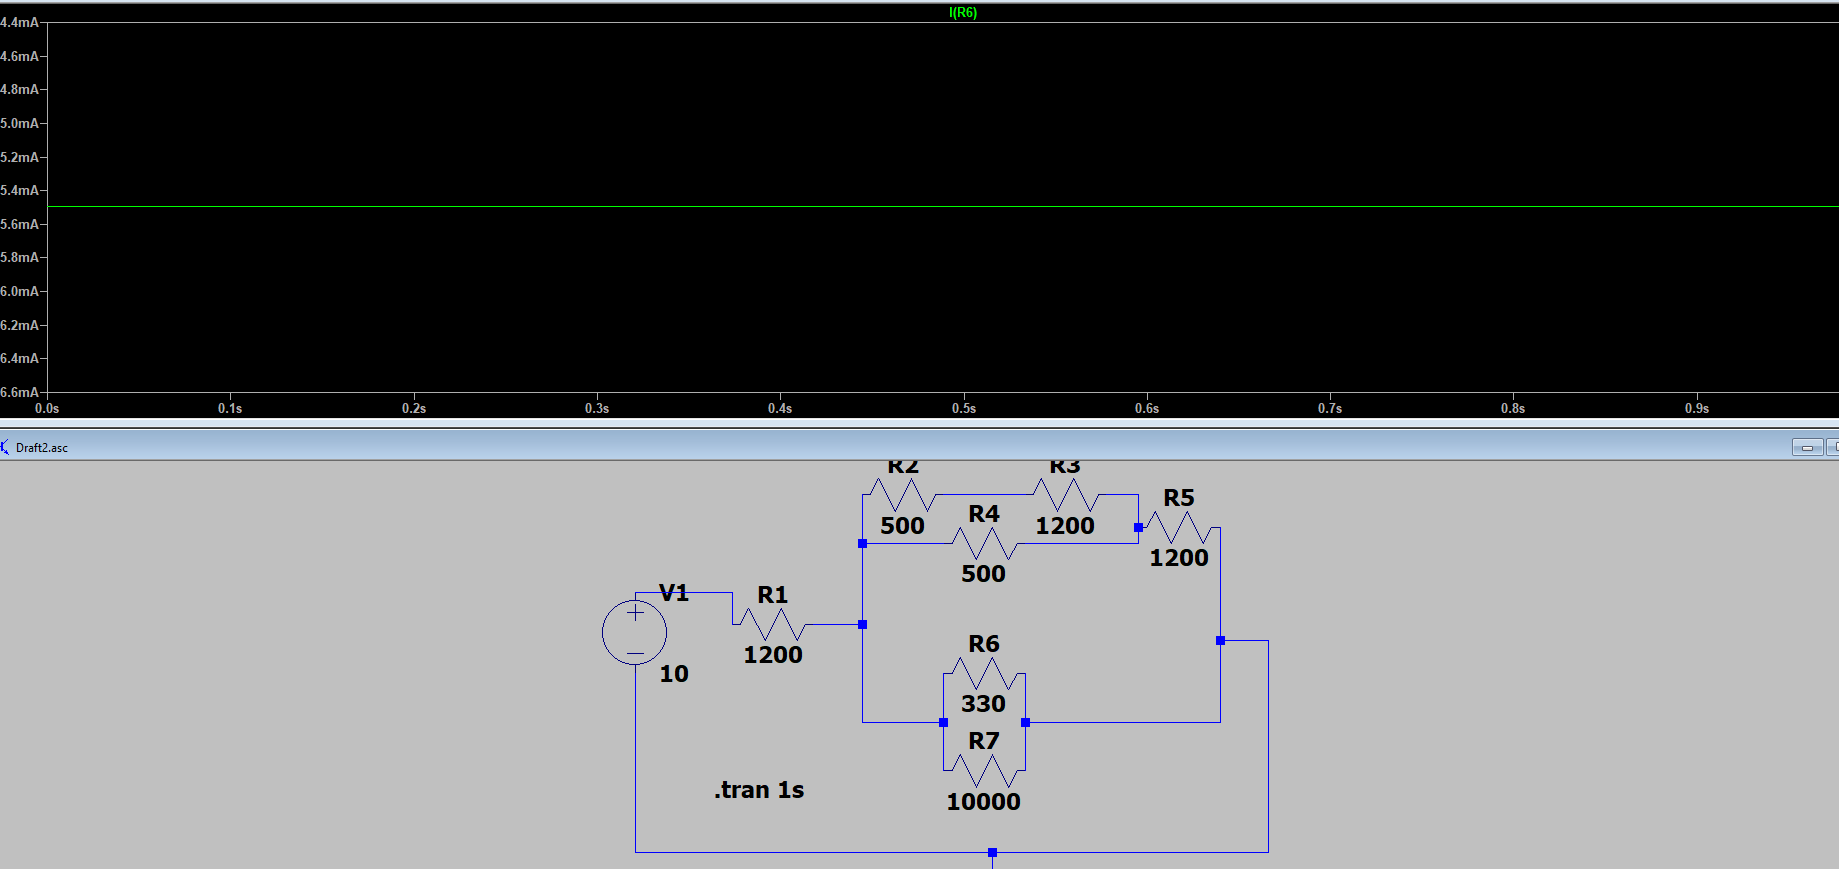 I(R6)
4.4mA
4.6mA
4.8mA
5.0mA
5.2mA
5.4mA
5.6mA
5.8mA
6.0mA
6.2mA
6.4mA
6.6mA
0.0s 0.1s 0.2s 0.3s 0.4s 0.5s 0.6s 0.7s 0.8s 0.9s
Draft2.asc
R2 R3
R5
500 R4 1200
1200
500
V1 R1
1200
10
R6
330
R7
10000
.tran 1s